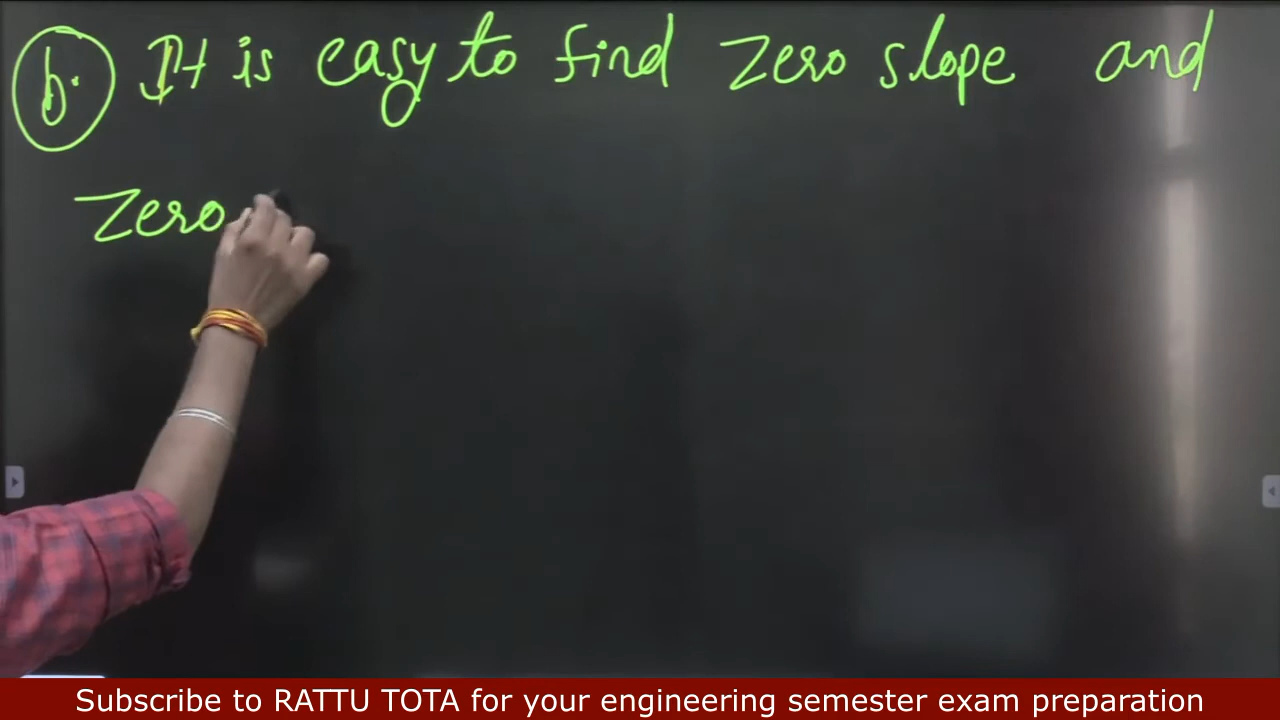 b. It is easy to find zero slope and
zero
Subscribe to RATTU TOTA for your engineering semester exam preparation